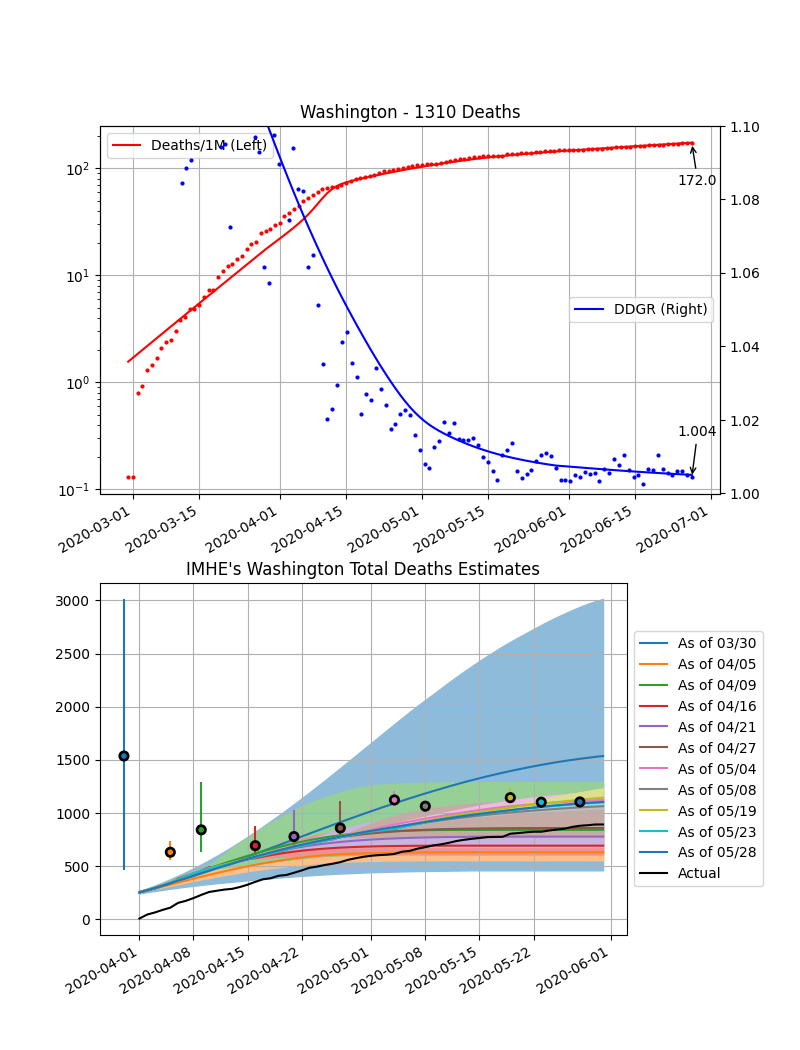 Washington - 1310 Deaths
Deaths/1M (Left)
DDGR (Right)
172.0
1.004
10²
10¹
10⁰
10⁻¹
1.10
1.08
1.06
1.04
1.02
1.00
2020-03-01
2020-03-15
2020-04-01
2020-04-15
2020-05-01
2020-05-15
2020-06-01
2020-06-15
2020-07-01
IMHE's Washington Total Deaths Estimates
3000
2500
2000
1500
1000
500
0
2020-04-01
2020-04-08
2020-04-15
2020-04-22
2020-05-01
2020-05-08
2020-05-15
2020-05-22
2020-06-01
As of 03/30
As of 04/05
As of 04/09
As of 04/16
As of 04/21
As of 04/27
As of 05/04
As of 05/08
As of 05/19
As of 05/23
As of 05/28
Actual